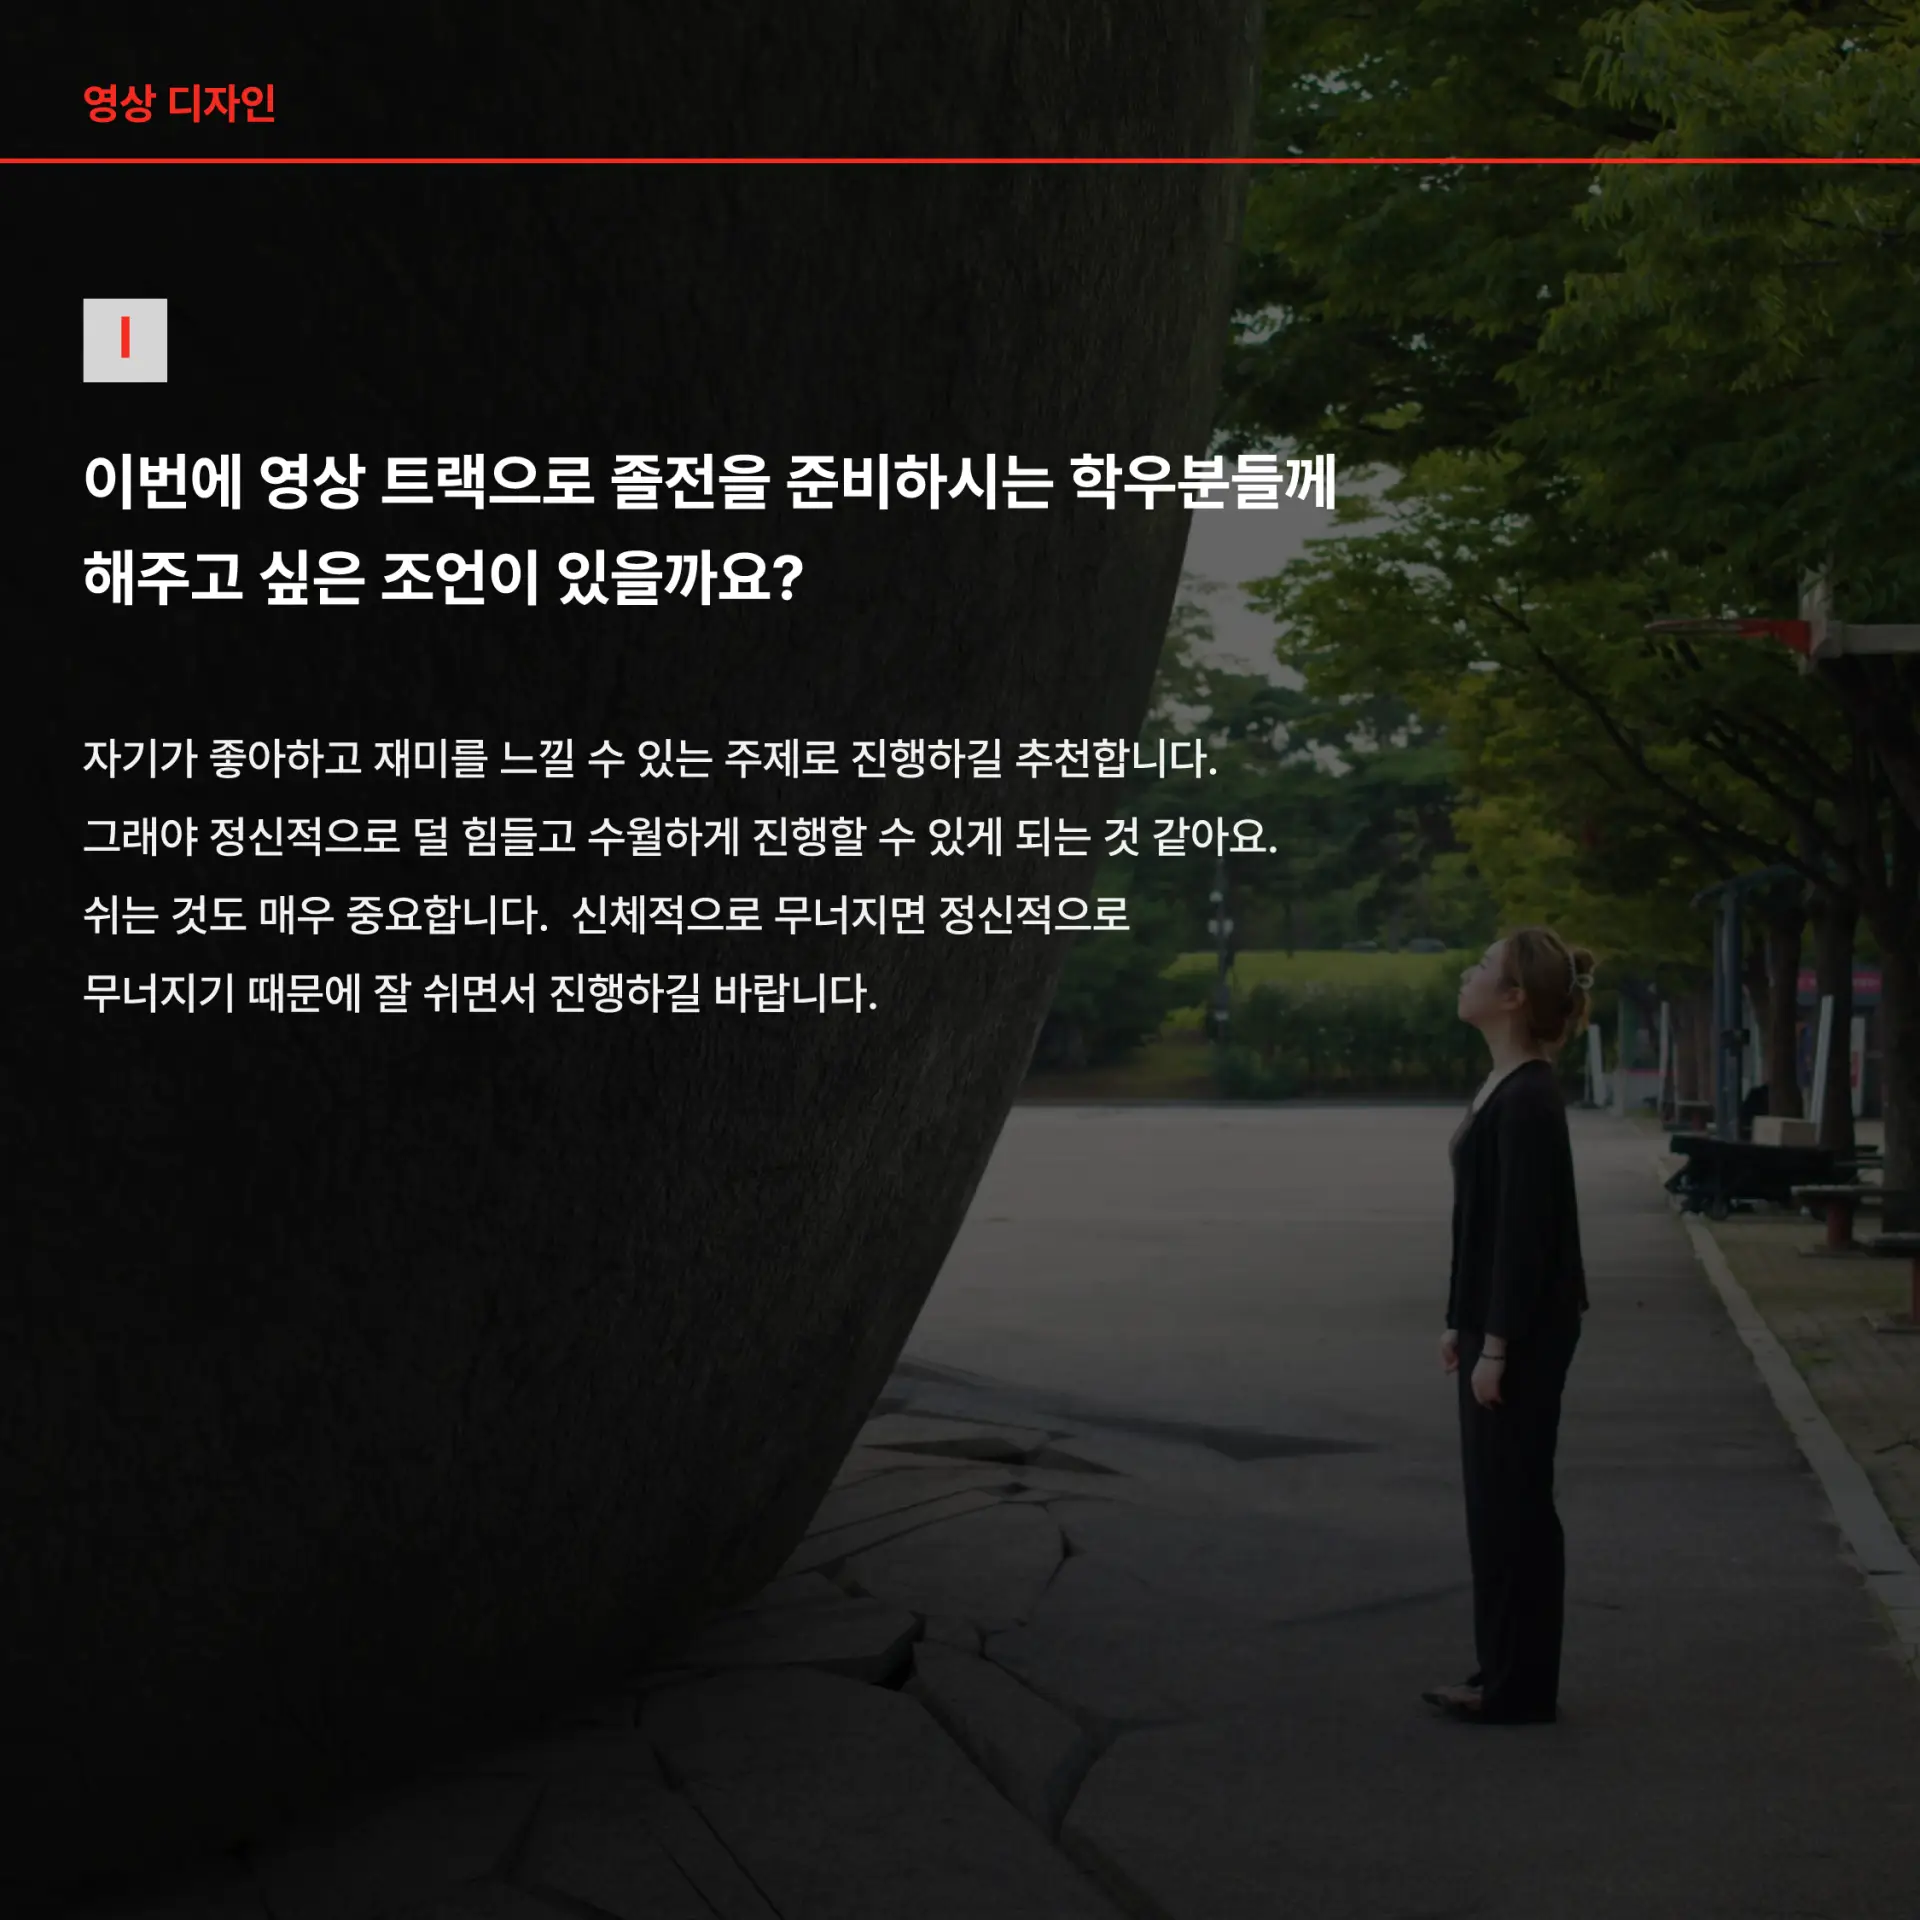 영상 디자인
I
이번에 영상 트랙으로 졸전을 준비하시는 학우분들께
해주고 싶은 조언이 있을까요?
자기가 좋아하고 재미를 느낄 수 있는 주제로 진행하길 추천합니다.
그래야 정신적으로 덜 힘들고 수월하게 진행할 수 있게 되는 것 같아요.
쉬는 것도 매우 중요합니다.  신체적으로 무너지면 정신적으로
무너지기 때문에 잘 쉬면서 진행하길 바랍니다.